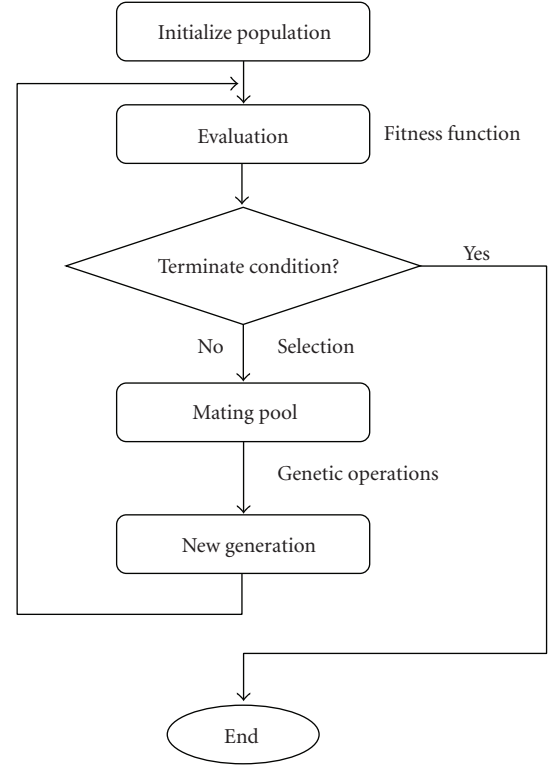 Initialize population
Evaluation
Fitness function
Terminate condition?
Yes
No
Selection
Mating pool
Genetic operations
New generation
End